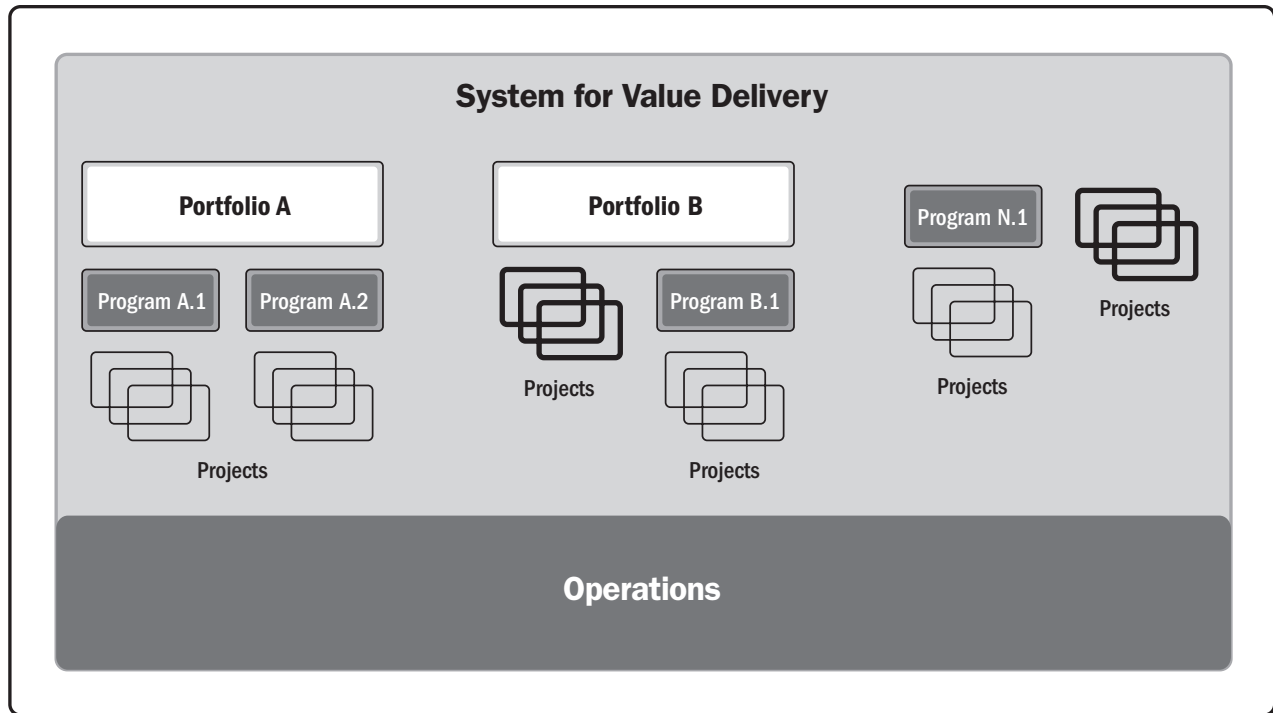 System for Value Delivery
Portfolio A
Portfolio B
Program N.1
Program A.1
Program A.2
Program B.1
Projects
Projects
Projects
Projects
Projects
Operations